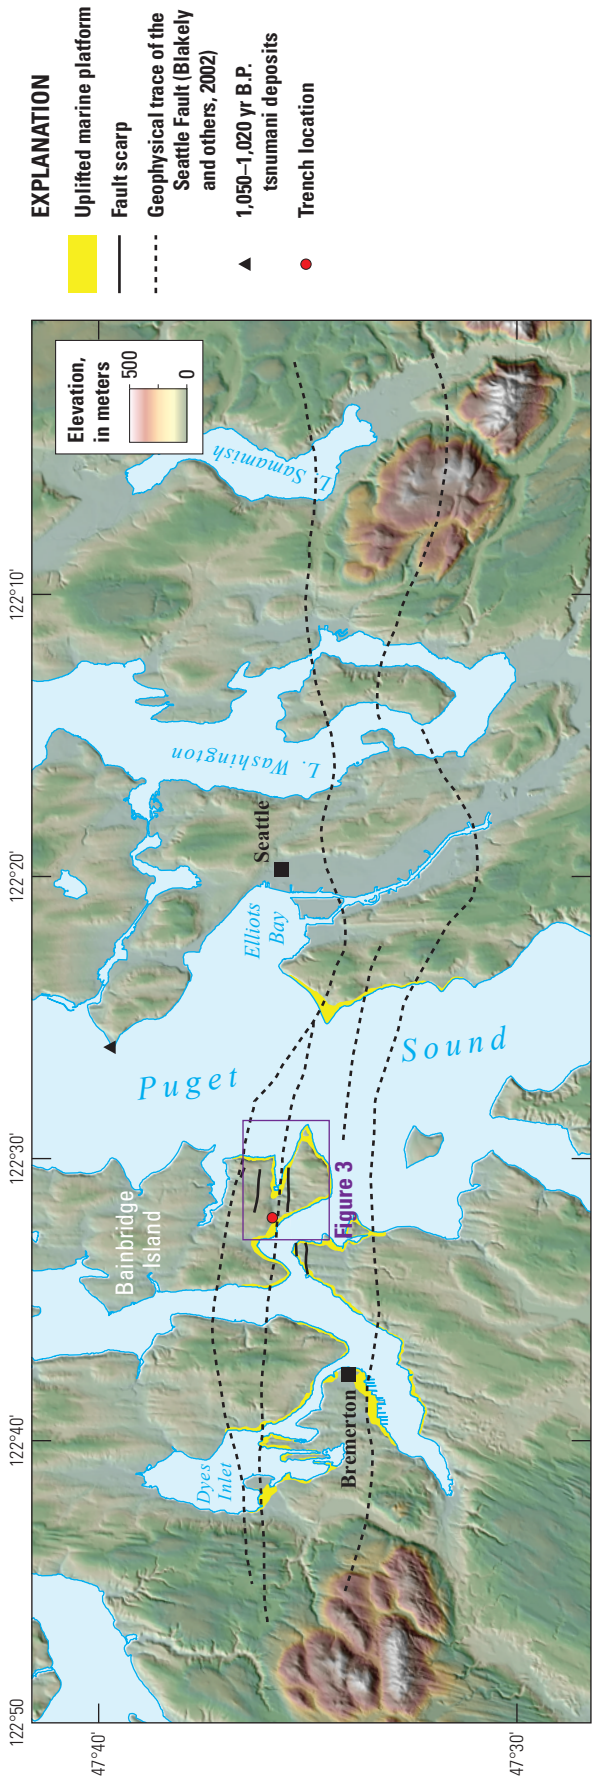 EXPLANATION
Uplifted marine platform
Fault scarp
Geophysical trace of the
Seattle Fault (Blakely
and others, 2002)
1,050–1,020 yr B.P.
tsnumani deposits
Trench location
122°50'
122°40'
122°30'
122°20'
122°10'
47°40'
47°30'
Elevation,
in meters
500
0
Bainbridge
Island
Dyes
Inlet
Bremerton
Figure 3
Puget
Sound
Elliots
Bay
Seattle
L. Washington
L. Samamish